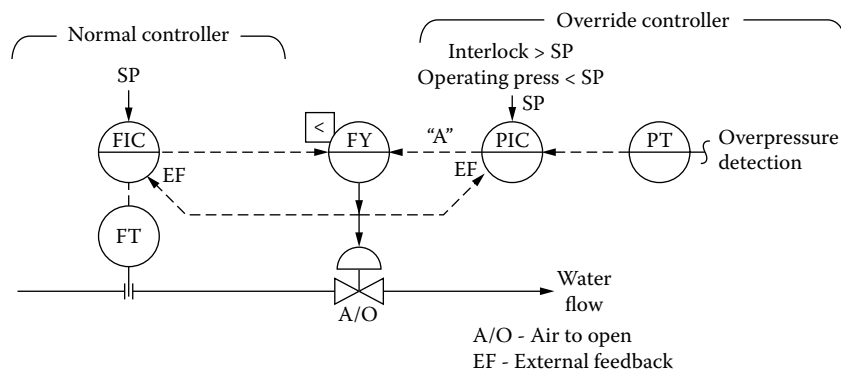 Normal controller
Override controller
Interlock > SP
Operating press < SP
SP
SP
FIC
<
FY
"A"
PIC
PT
Overpressure
detection
EF
EF
FT
Water
flow
A/O
A/O - Air to open
EF - External feedback